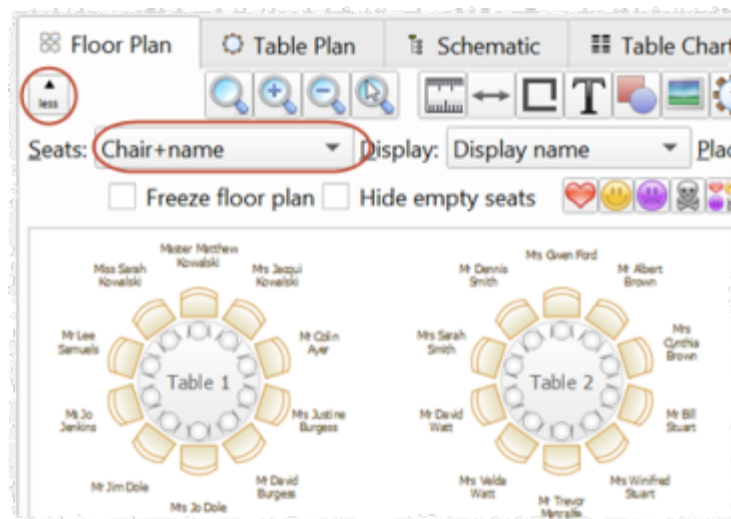 Floor Plan
Table Plan
Schematic
Table Chart
less
T
Seats: Chair+name
Display: Display name
Plac
Freeze floor plan
Hide empty seats
Master Matthew
Kowalski
Miss Sarah
Kowalski
Mrs Jacqui
Kowalski
Mr Lee
Samuels
Mr Colin
Ayer
Table 1
Ms Jo
Jenkins
Mrs Justine
Burgess
Mr Jim Dole
Mr David
Burgess
Mrs Jo Dole
Mrs Gwen Ford
Mr Dennis
Smith
Mr Albert
Brown
Mrs Sarah
Smith
Mrs
Cynthia
Brown
Table 2
Mr David
Watt
Mr Bill
Stuart
Mrs Velda
Watt
Mrs Winifred
Stuart
Mr Trevor
Metcalfe